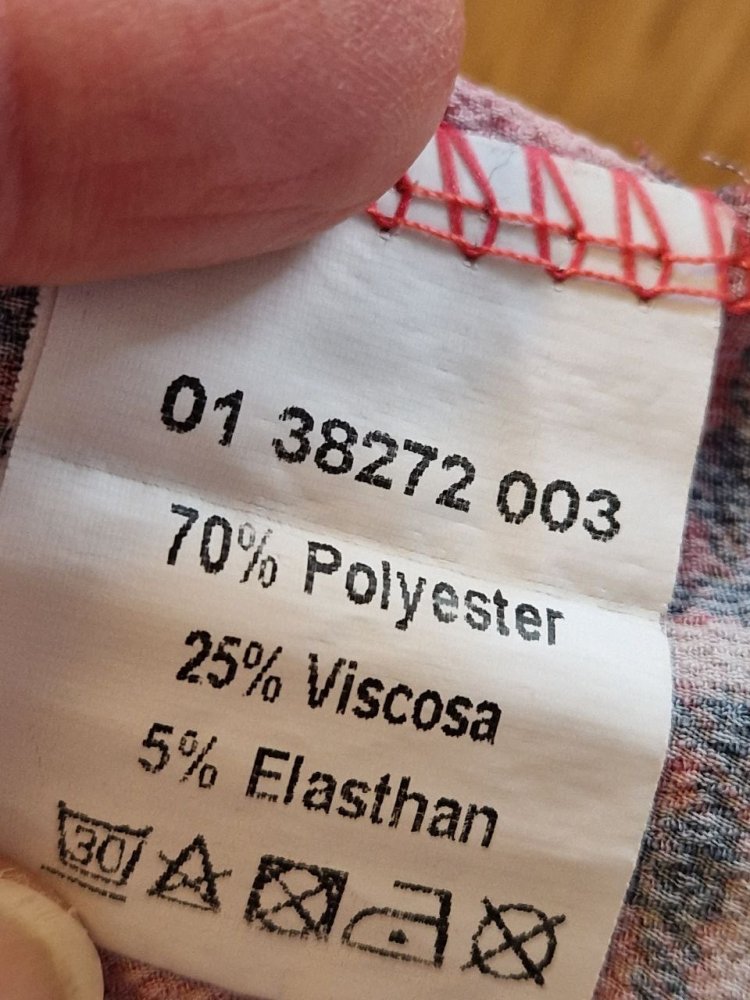 01 38272 003
70% Polyester
25% Viscosa
5% Elasthan
30